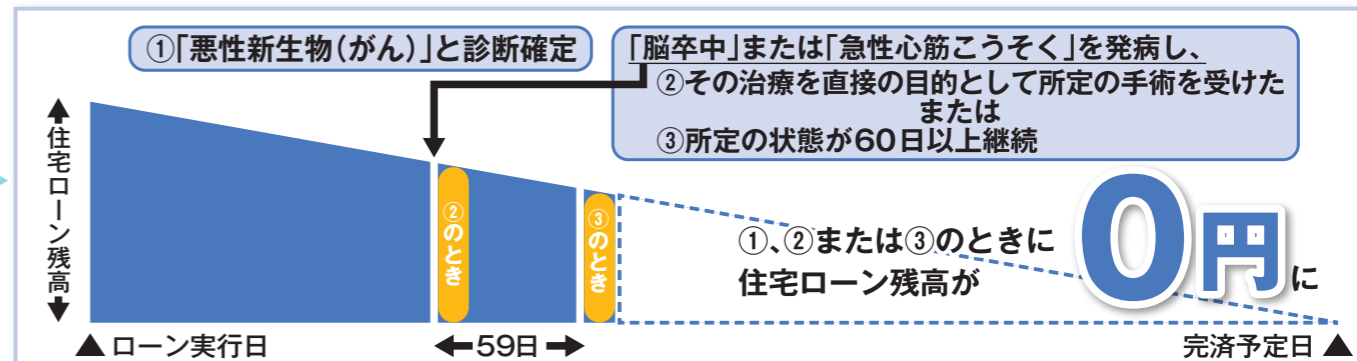 ①「悪性新生物(がん)」と診断確定
「脳卒中」または「急性心筋こうそく」を発病し、
②その治療を直接の目的として所定の手術を受けた
または
③所定の状態が60日以上継続
住宅ローン残高
②のとき
③のとき
①、②または③のときに
住宅ローン残高が
0円に
▲ローン実行日
59日
完済予定日▲